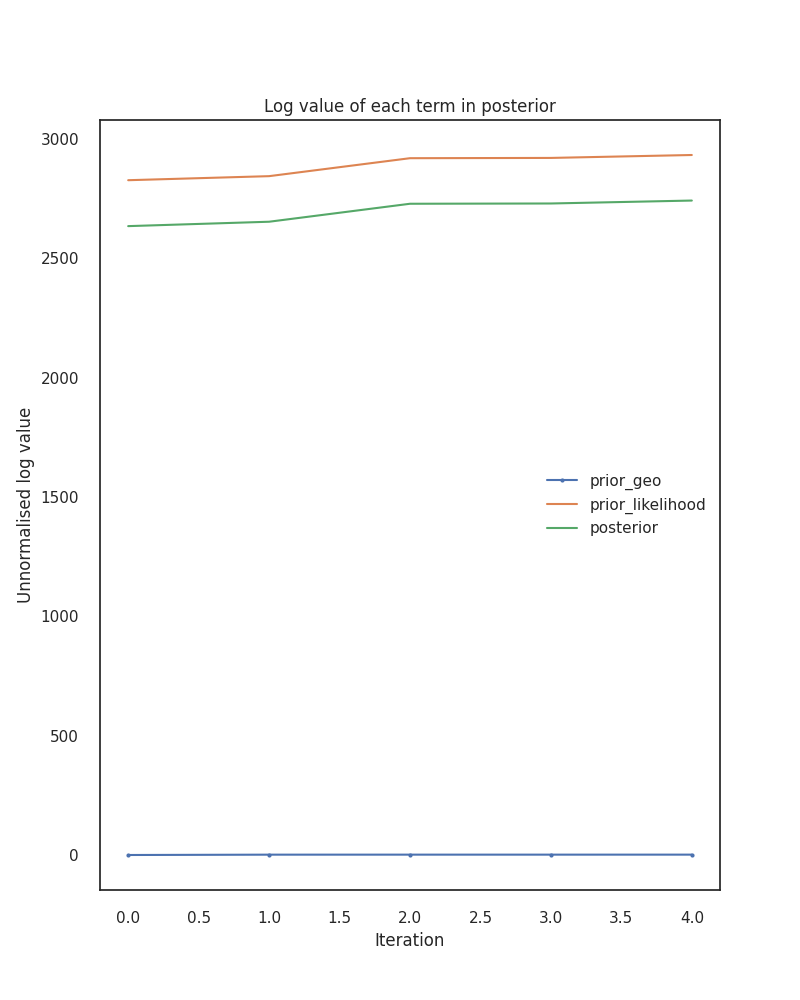 Log value of each term in posterior
3000
2500
2000
1500
1000
500
0
Unnormalised log value
prior_geo
prior_likelihood
posterior
0.0 0.5 1.0 1.5 2.0 2.5 3.0 3.5 4.0
Iteration